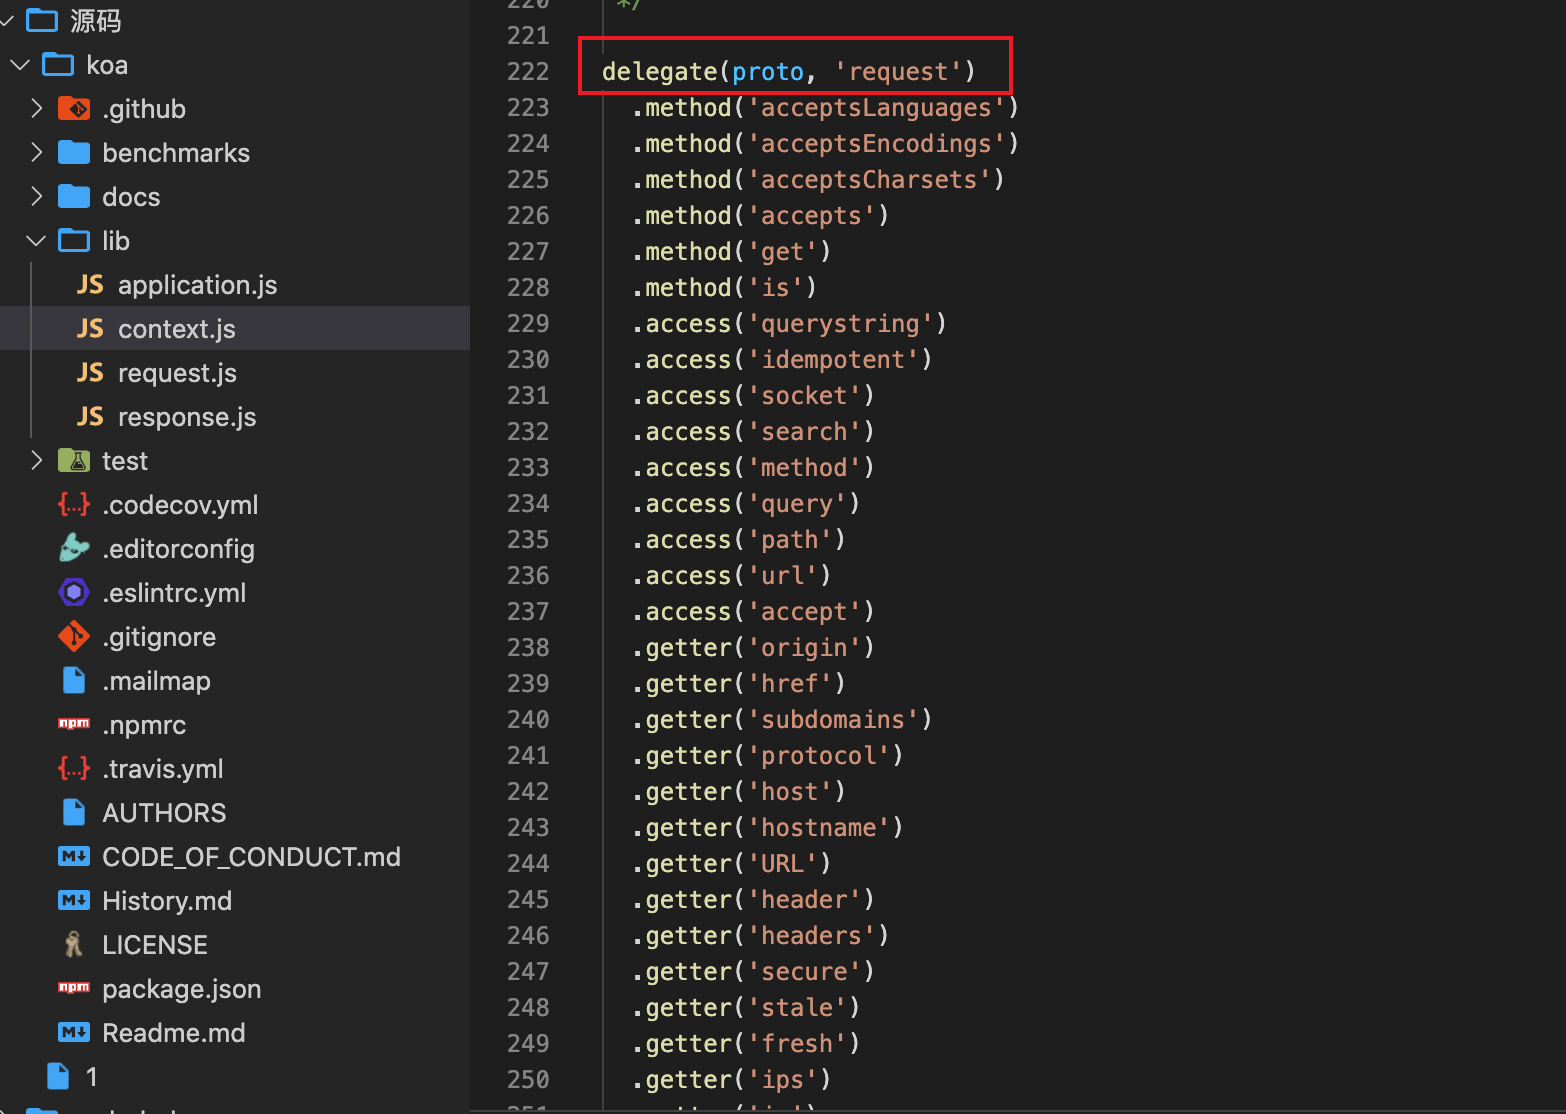 源码
koa
.github
benchmarks
docs
lib
JS application.js
JS context.js
JS request.js
JS response.js
test
{...} .codecov.yml
.editorconfig
.eslintrc.yml
.gitignore
.mailmap
npm .npmrc
{...} .travis.yml
AUTHORS
M↓ CODE_OF_CONDUCT.md
M↓ History.md
LICENSE
npm package.json
M↓ Readme.md
1
220 */
221
222 delegate(proto, 'request')
223 .method('acceptsLanguages')
224 .method('acceptsEncodings')
225 .method('acceptsCharsets')
226 .method('accepts')
227 .method('get')
228 .method('is')
229 .access('querystring')
230 .access('idempotent')
231 .access('socket')
232 .access('search')
233 .access('method')
234 .access('query')
235 .access('path')
236 .access('url')
237 .access('accept')
238 .getter('origin')
239 .getter('href')
240 .getter('subdomains')
241 .getter('protocol')
242 .getter('host')
243 .getter('hostname')
244 .getter('URL')
245 .getter('header')
246 .getter('headers')
247 .getter('secure')
248 .getter('stale')
249 .getter('fresh')
250 .getter('ips')